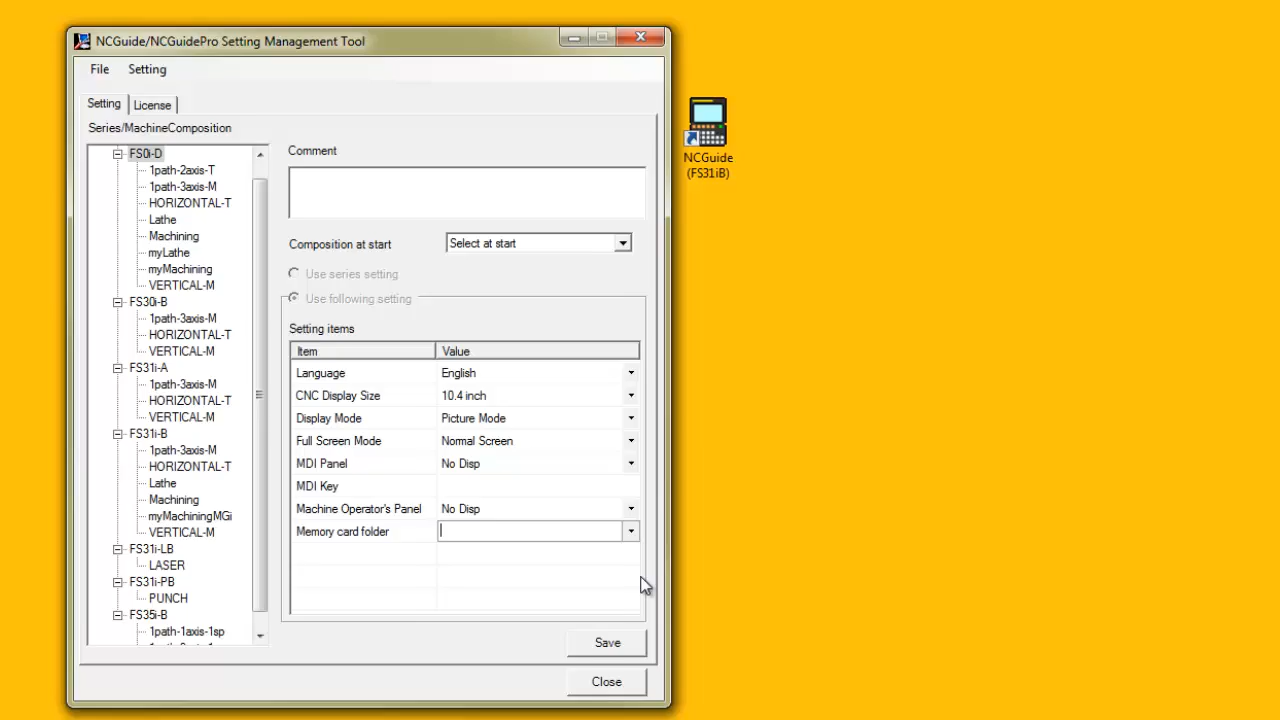 NCGuide/NCGuidePro Setting Management Tool
File Setting
Setting License
Series/MachineComposition
FS0i-D
1path-2axis-T
1path-3axis-M
HORIZONTAL-T
Lathe
Machining
myLathe
myMachining
VERTICAL-M
FS30i-B
1path-3axis-M
HORIZONTAL-T
VERTICAL-M
FS31i-A
1path-3axis-M
HORIZONTAL-T
VERTICAL-M
FS31i-B
1path-3axis-M
HORIZONTAL-T
Lathe
Machining
myMachiningMGi
VERTICAL-M
FS31i-LB
LASER
FS31i-PB
PUNCH
FS35i-B
1path-1axis-1sp
Comment
Composition at start Select at start
Use series setting
Use following setting
Setting items
Item Value
Language English
CNC Display Size 10.4 inch
Display Mode Picture Mode
Full Screen Mode Normal Screen
MDI Panel No Disp
MDI Key
Machine Operator's Panel No Disp
Memory card folder
Save
Close
NCGuide
(FS31iB)